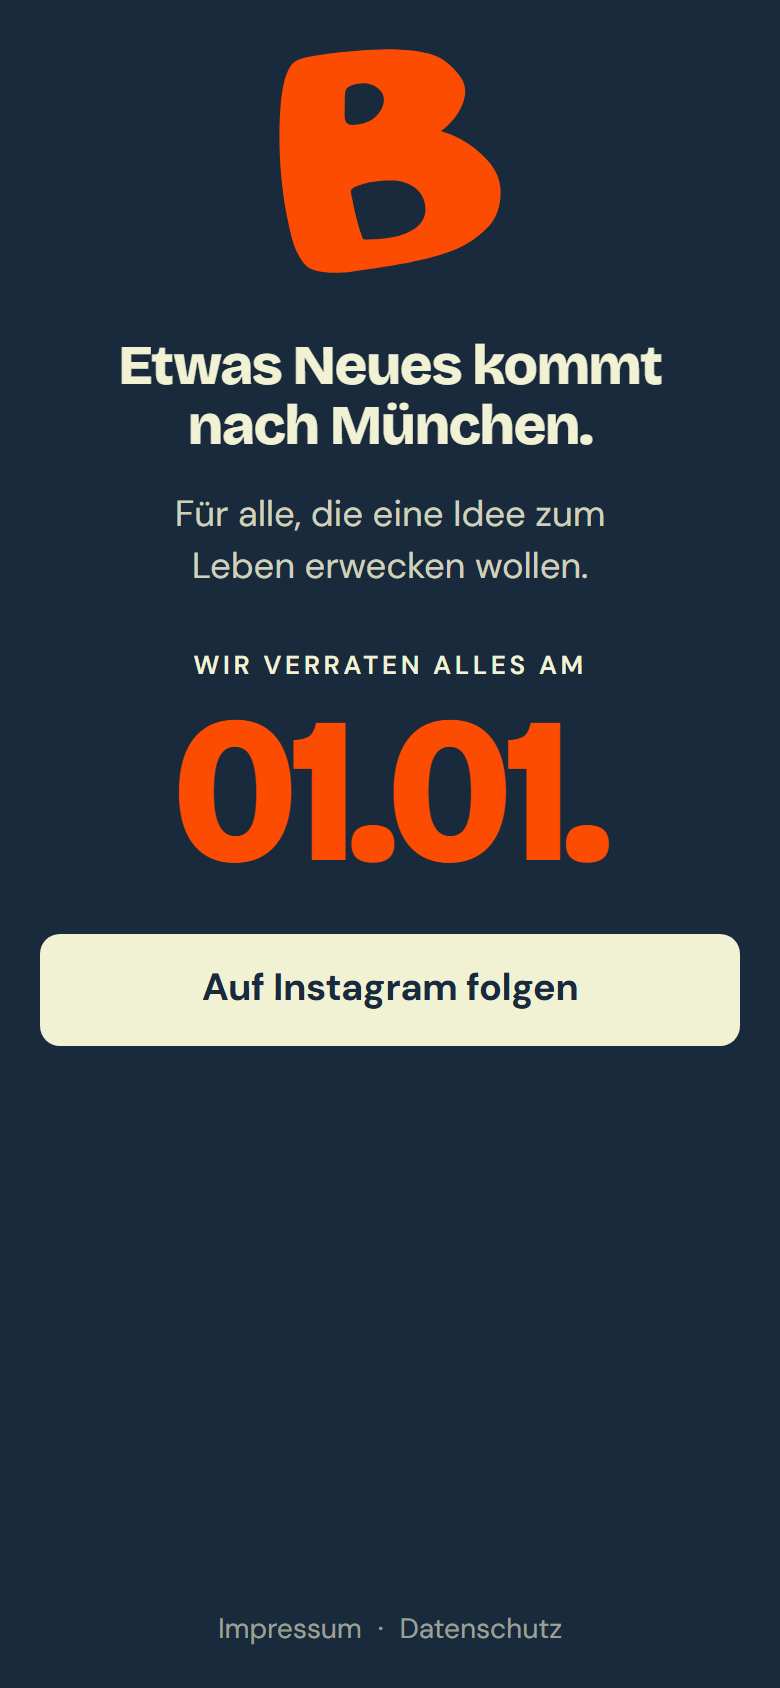 B
Etwas Neues kommt
nach München.
Für alle, die eine Idee zum
Leben erwecken wollen.
WIR VERRATEN ALLES AM
01.01.
Auf Instagram folgen
Impressum · Datenschutz